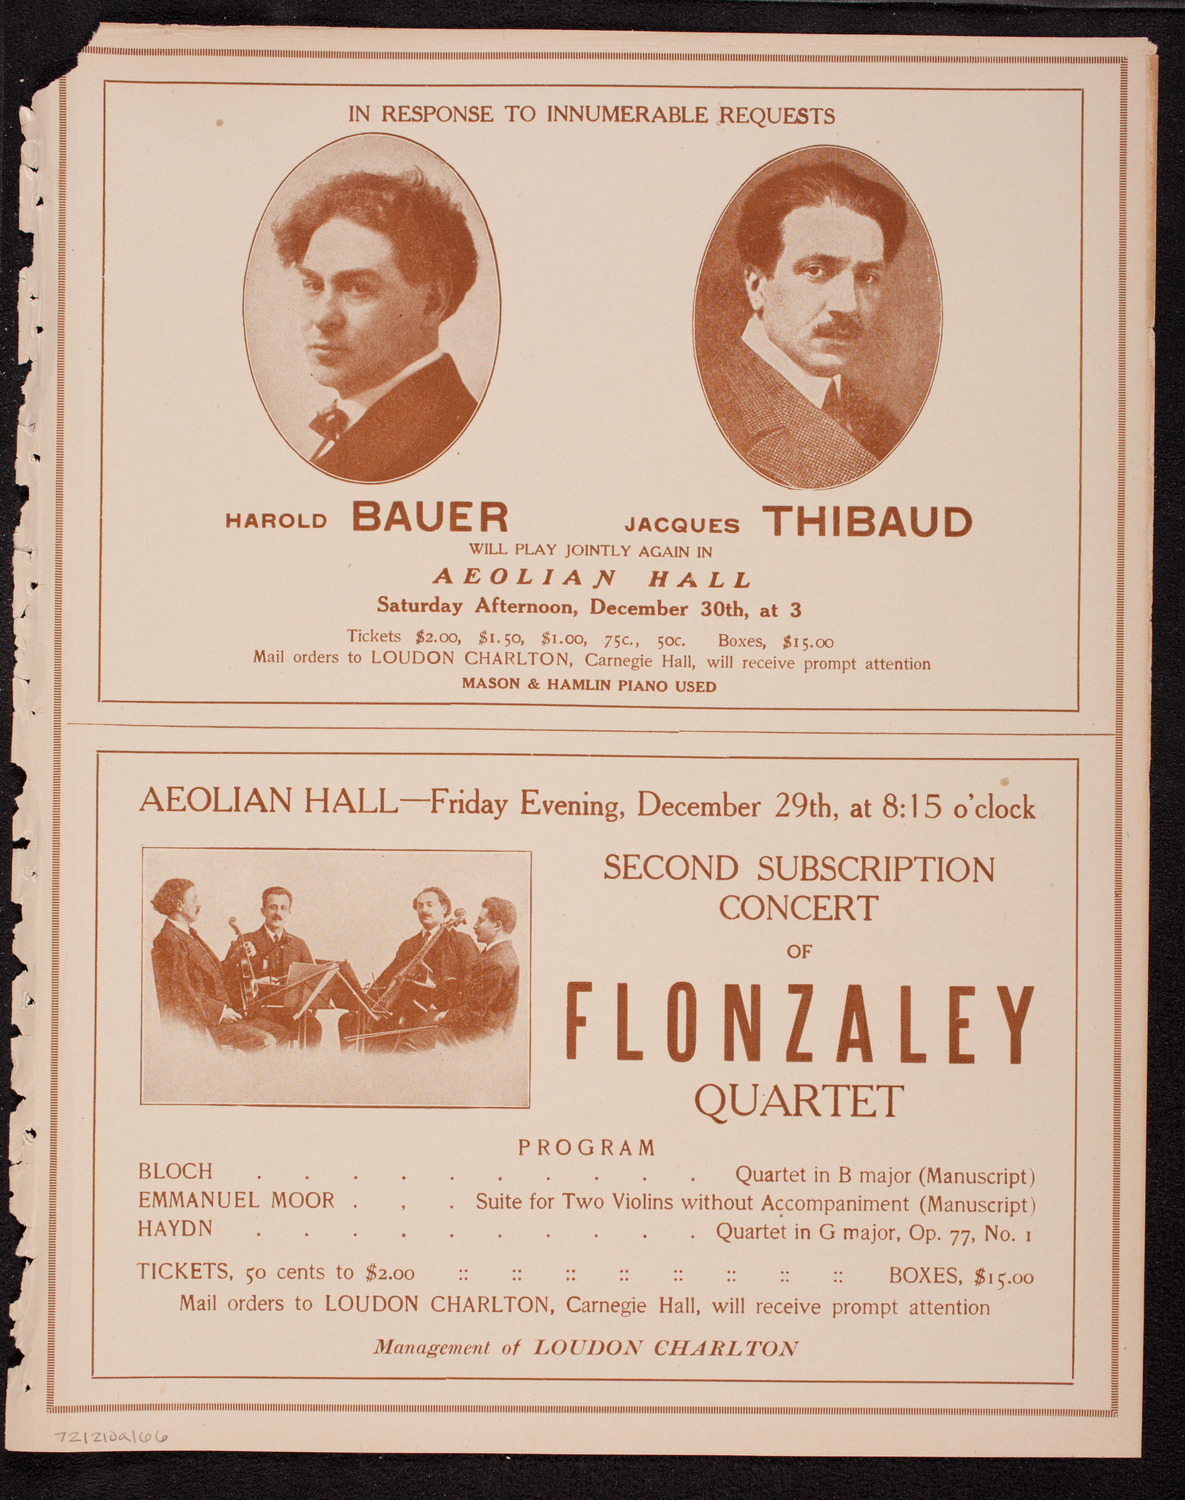 IN RESPONSE TO INNUMERABLE REQUESTS
HAROLD BAUER
JACQUES THIBAUD
WILL PLAY JOINTLY AGAIN IN
AEOLIAN HALL
Saturday Afternoon, December 30th, at 3
Tickets $2.00, $1.50, $1.00, 75c., 50c. Boxes, $15.00
Mail orders to LOUDON CHARLTON, Carnegie Hall, will receive prompt attention
MASON & HAMLIN PIANO USED
AEOLIAN HALL—Friday Evening, December 29th, at 8:15 o'clock
SECOND SUBSCRIPTION
CONCERT
OF
FLONZALEY
QUARTET
PROGRAM
BLOCH . . . . . . . . . . Quartet in B major (Manuscript)
EMMANUEL MOOR . , . Suite for Two Violins without Accompaniment (Manuscript)
HAYDN . . . . . . . . . . Quartet in G major, Op. 77, No. 1
TICKETS, 50 cents to $2.00 :: :: :: :: :: :: :: :: BOXES, $15.00
Mail orders to LOUDON CHARLTON, Carnegie Hall, will receive prompt attention
Management of LOUDON CHARLTON